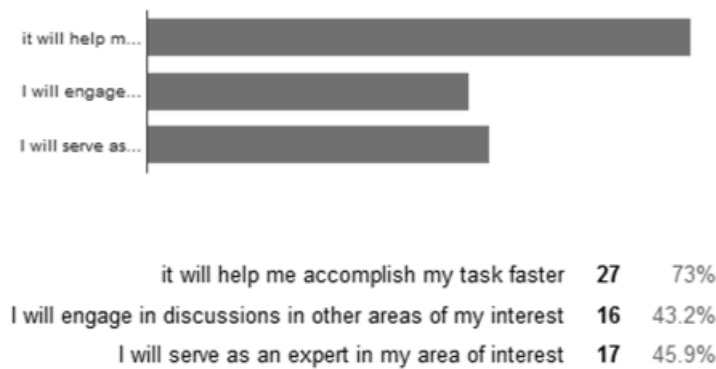 it will help m...
I will engage...
I will serve as...
it will help me accomplish my task faster 27 73%
I will engage in discussions in other areas of my interest 16 43.2%
I will serve as an expert in my area of interest 17 45.9%